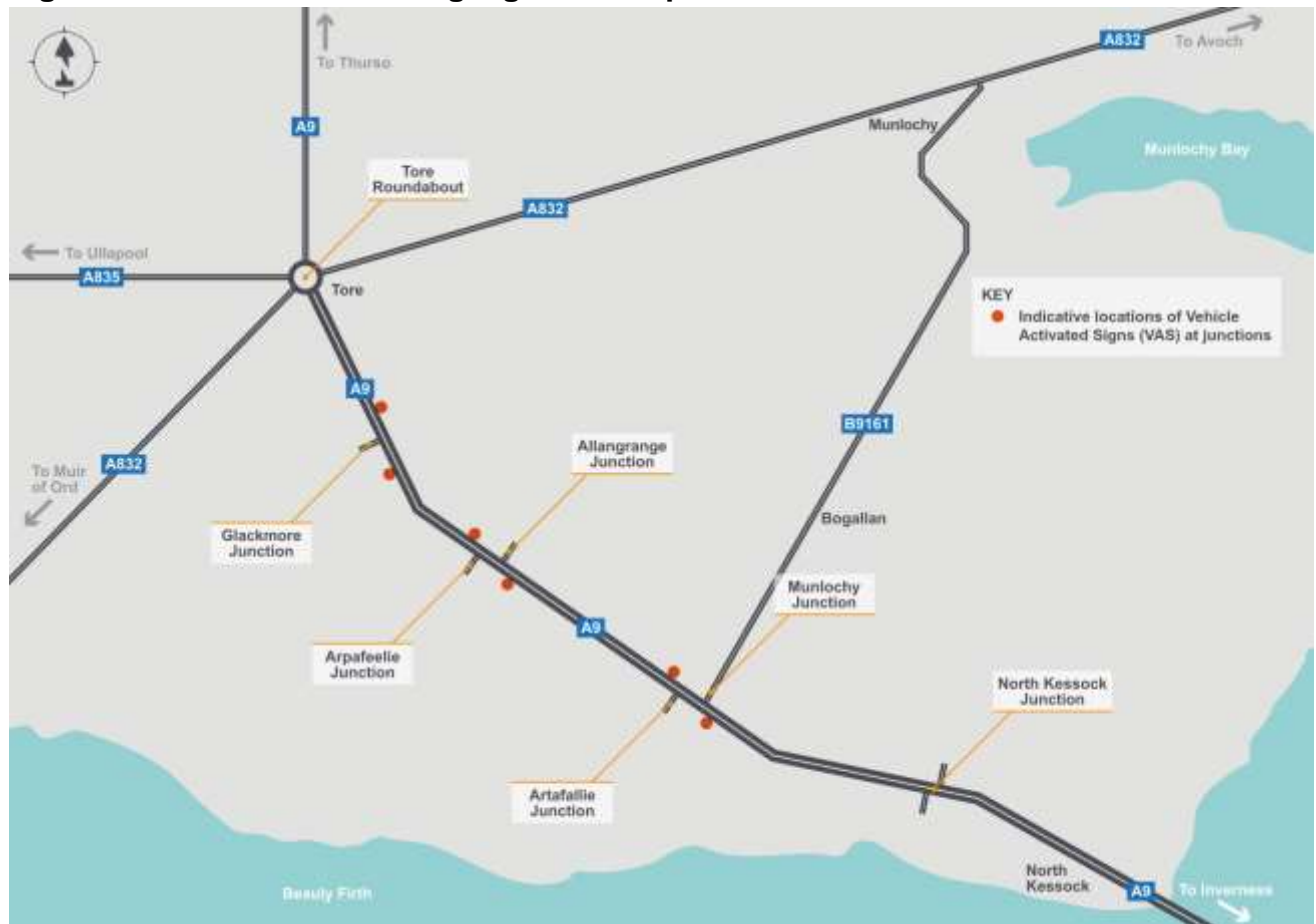 A832
To Avoch
To Thurso
A9
Munlochy
Munlochy Bay
Tore
Roundabout
A832
To Ullapool
A835
Tore
KEY
Indicative locations of Vehicle
Activated Signs (VAS) at junctions
A9
B9161
Allangrange
Junction
To Muir
of Ord
A832
Glackmore
Junction
Bogallan
Munlochy
Junction
A9
Arpafeelie
Junction
North Kessock
Junction
Artafallie
Junction
Beauly Firth
North
Kessock
A9
To Inverness